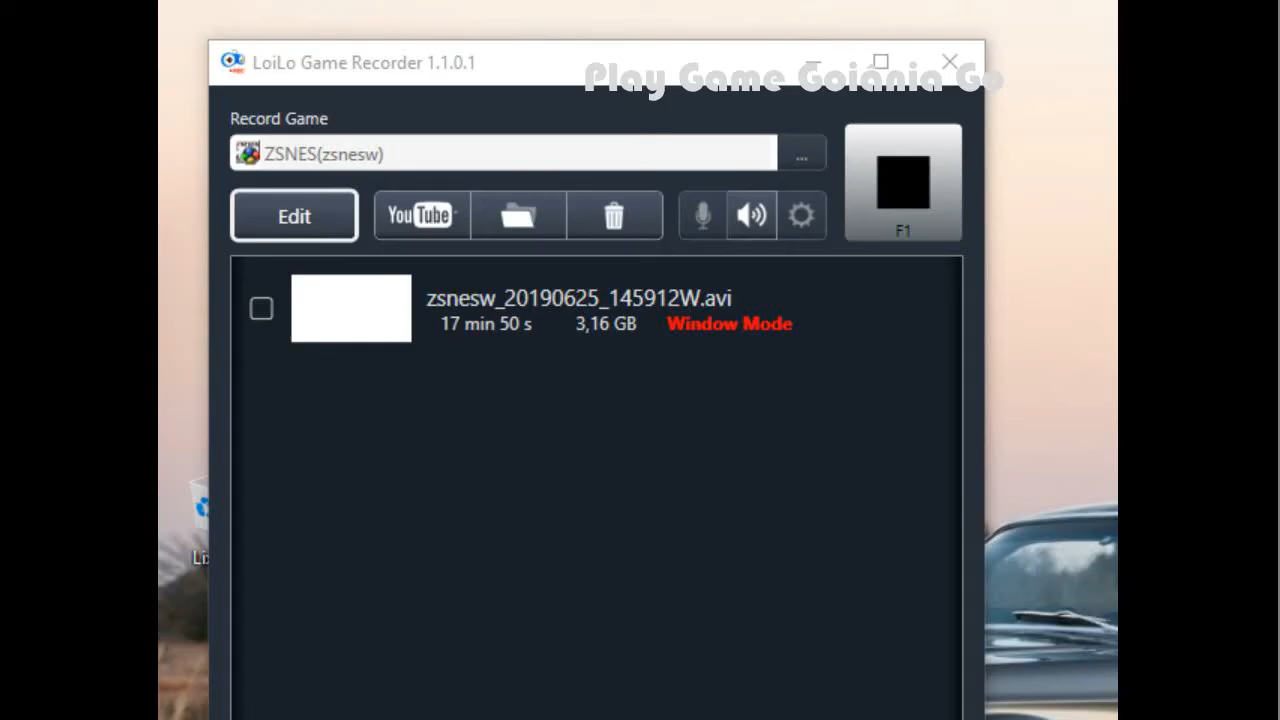 LoiLo Game Recorder 1.1.0.1
Play Game Goiânia Go
Record Game
ZSNES(zsnesw)
...
Edit
YouTube
F1
zsnesw_20190625_145912W.avi
17 min 50 s 3,16 GB Window Mode